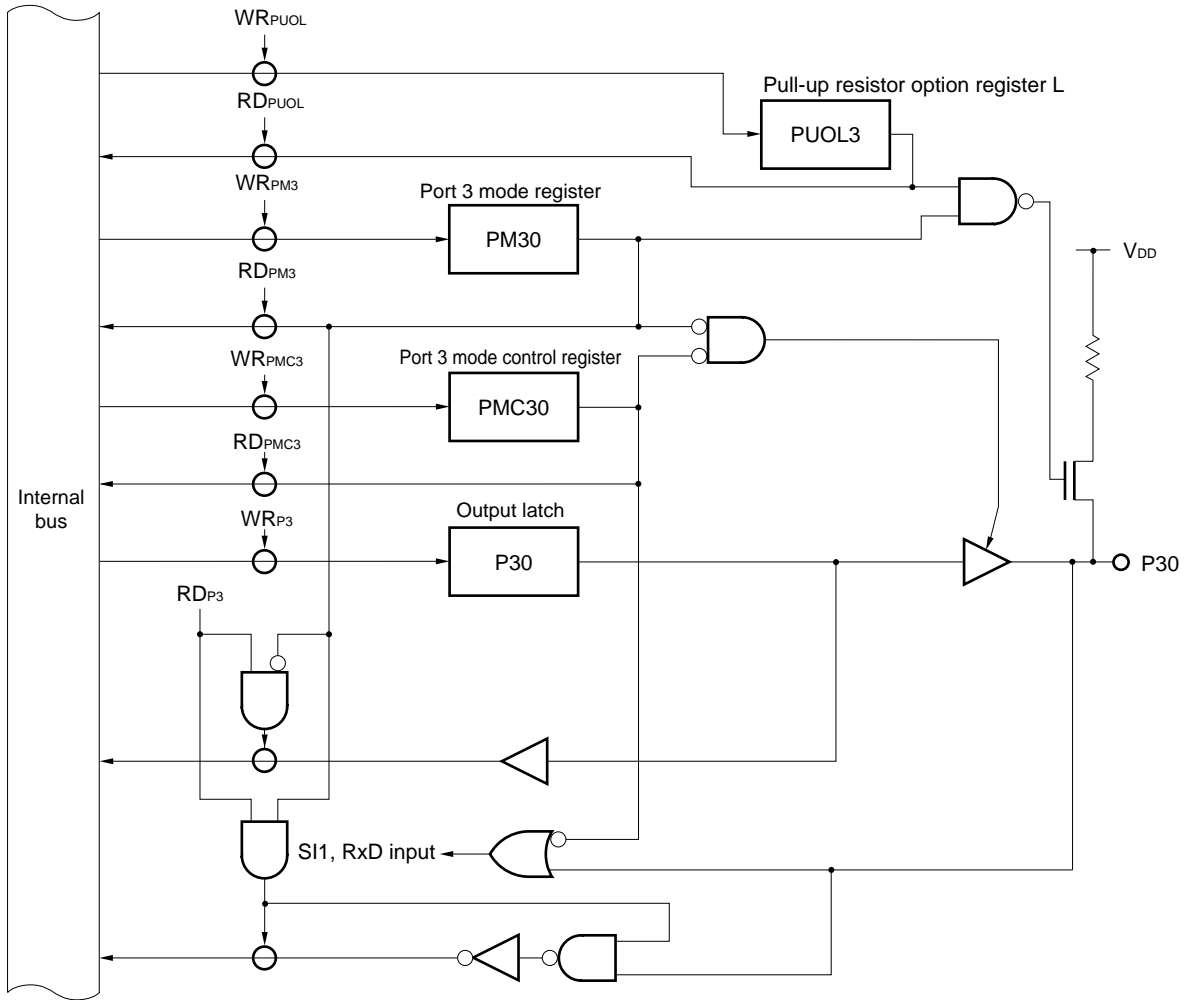 WRPUOL
RDPUOL
Pull-up resistor option register L
PUOL3
WRPM3
Port 3 mode register
PM30
VDD
RDPM3
WRPMC3
Port 3 mode control register
PMC30
RDPMC3
Internal
bus
Output latch
WRP3
P30
P30
RDP3
SI1, RxD input